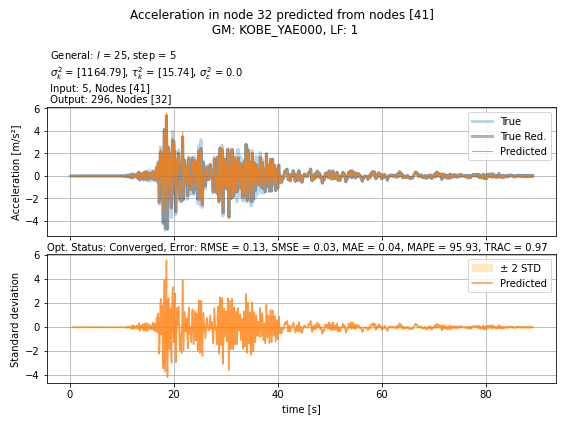 Acceleration in node 32 predicted from nodes [41]
GM: KOBE_YAE000, LF: 1
General: l = 25, step = 5
σ²ₖ = [1164.79], τ²ₖ = [15.74], σ²ε = 0.0
Input: 5, Nodes [41]
Output: 296, Nodes [32]
Acceleration [m/s²]
6
4
2
0
−2
−4
True
True Red.
Predicted
Opt. Status: Converged, Error: RMSE = 0.13, SMSE = 0.03, MAE = 0.04, MAPE = 95.93, TRAC = 0.97
Standard deviation
6
4
2
0
−2
−4
± 2 STD
Predicted
0
20
40
60
80
time [s]